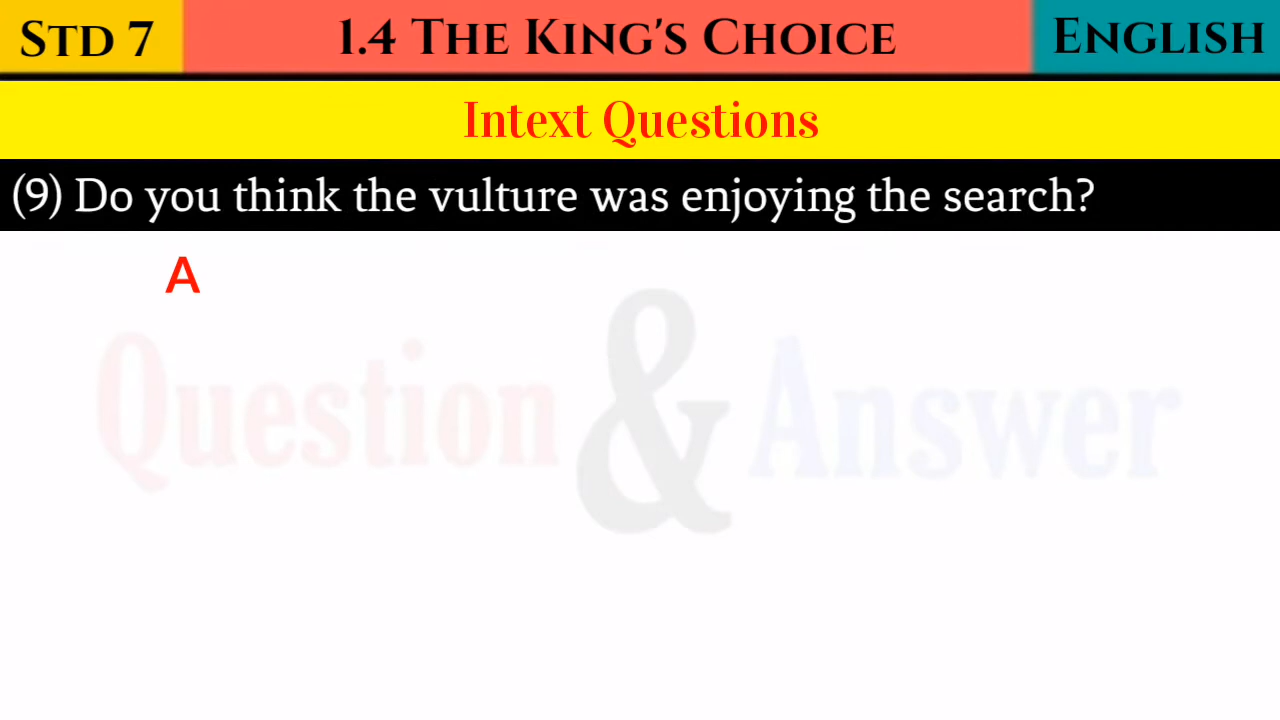 STD 7 1.4 THE KING'S CHOICE ENGLISH
Intext Questions
(9) Do you think the vulture was enjoying the search?
A
Question & Answer